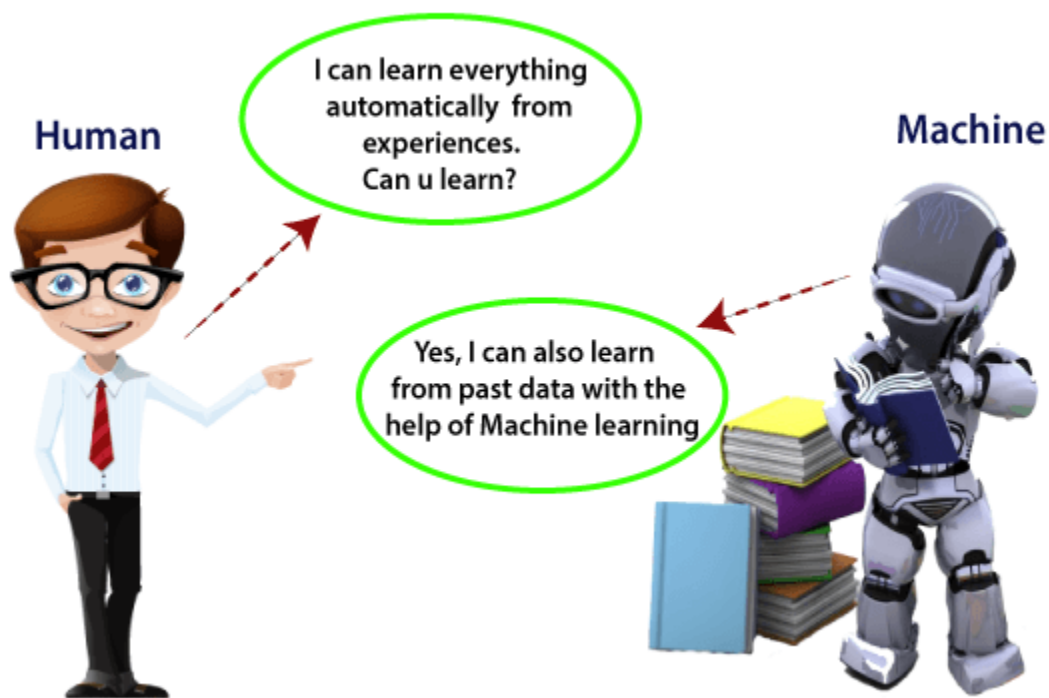 Human
I can learn everything
automatically from
experiences.
Can u learn?
Machine
Yes, I can also learn
from past data with the
help of Machine learning